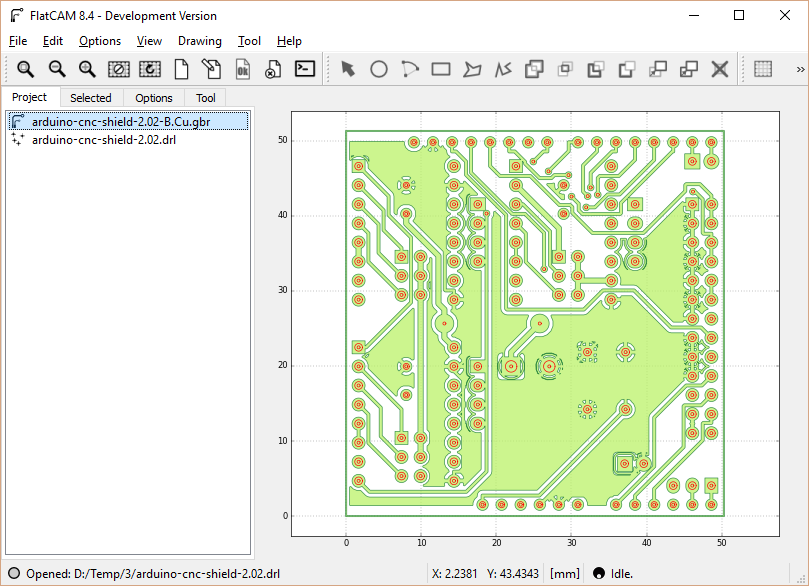 FlatCAM 8.4 - Development Version
File Edit Options View Drawing Tool Help
Ok
»
Project Selected Options Tool
arduino-cnc-shield-2.02-B.Cu.gbr
arduino-cnc-shield-2.02.drl
50
40
30
20
10
0
0 10 20 30 40 50
Opened: D:/Temp/3/arduino-cnc-shield-2.02.drl X: 2.2381 Y: 43.4343 [mm] Idle.